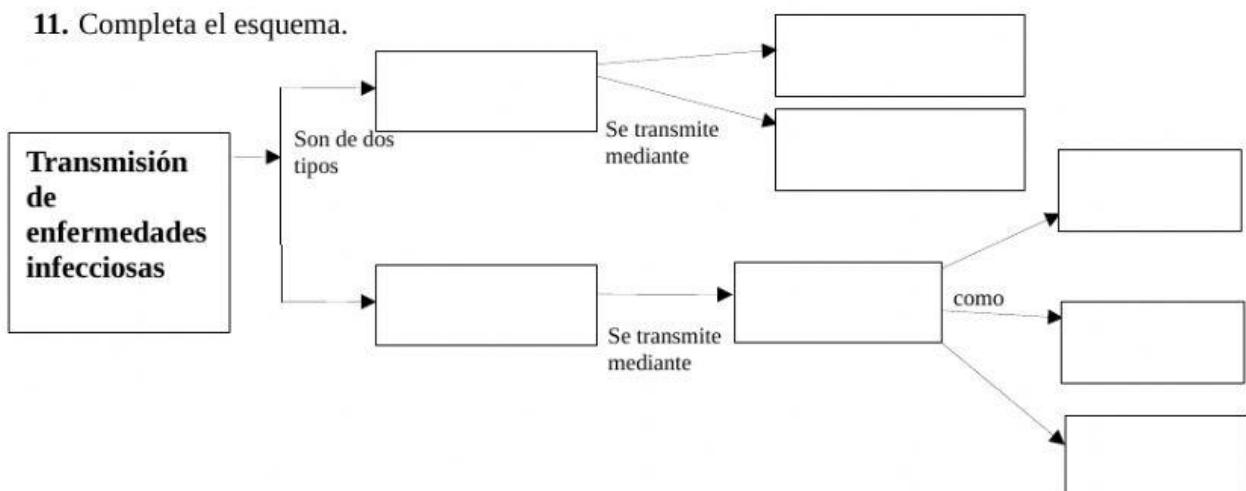 11. Completa el esquema.
Son de dos
tipos
Se transmite
mediante
Transmisión
de
enfermedades
infecciosas
como
Se transmite
mediante